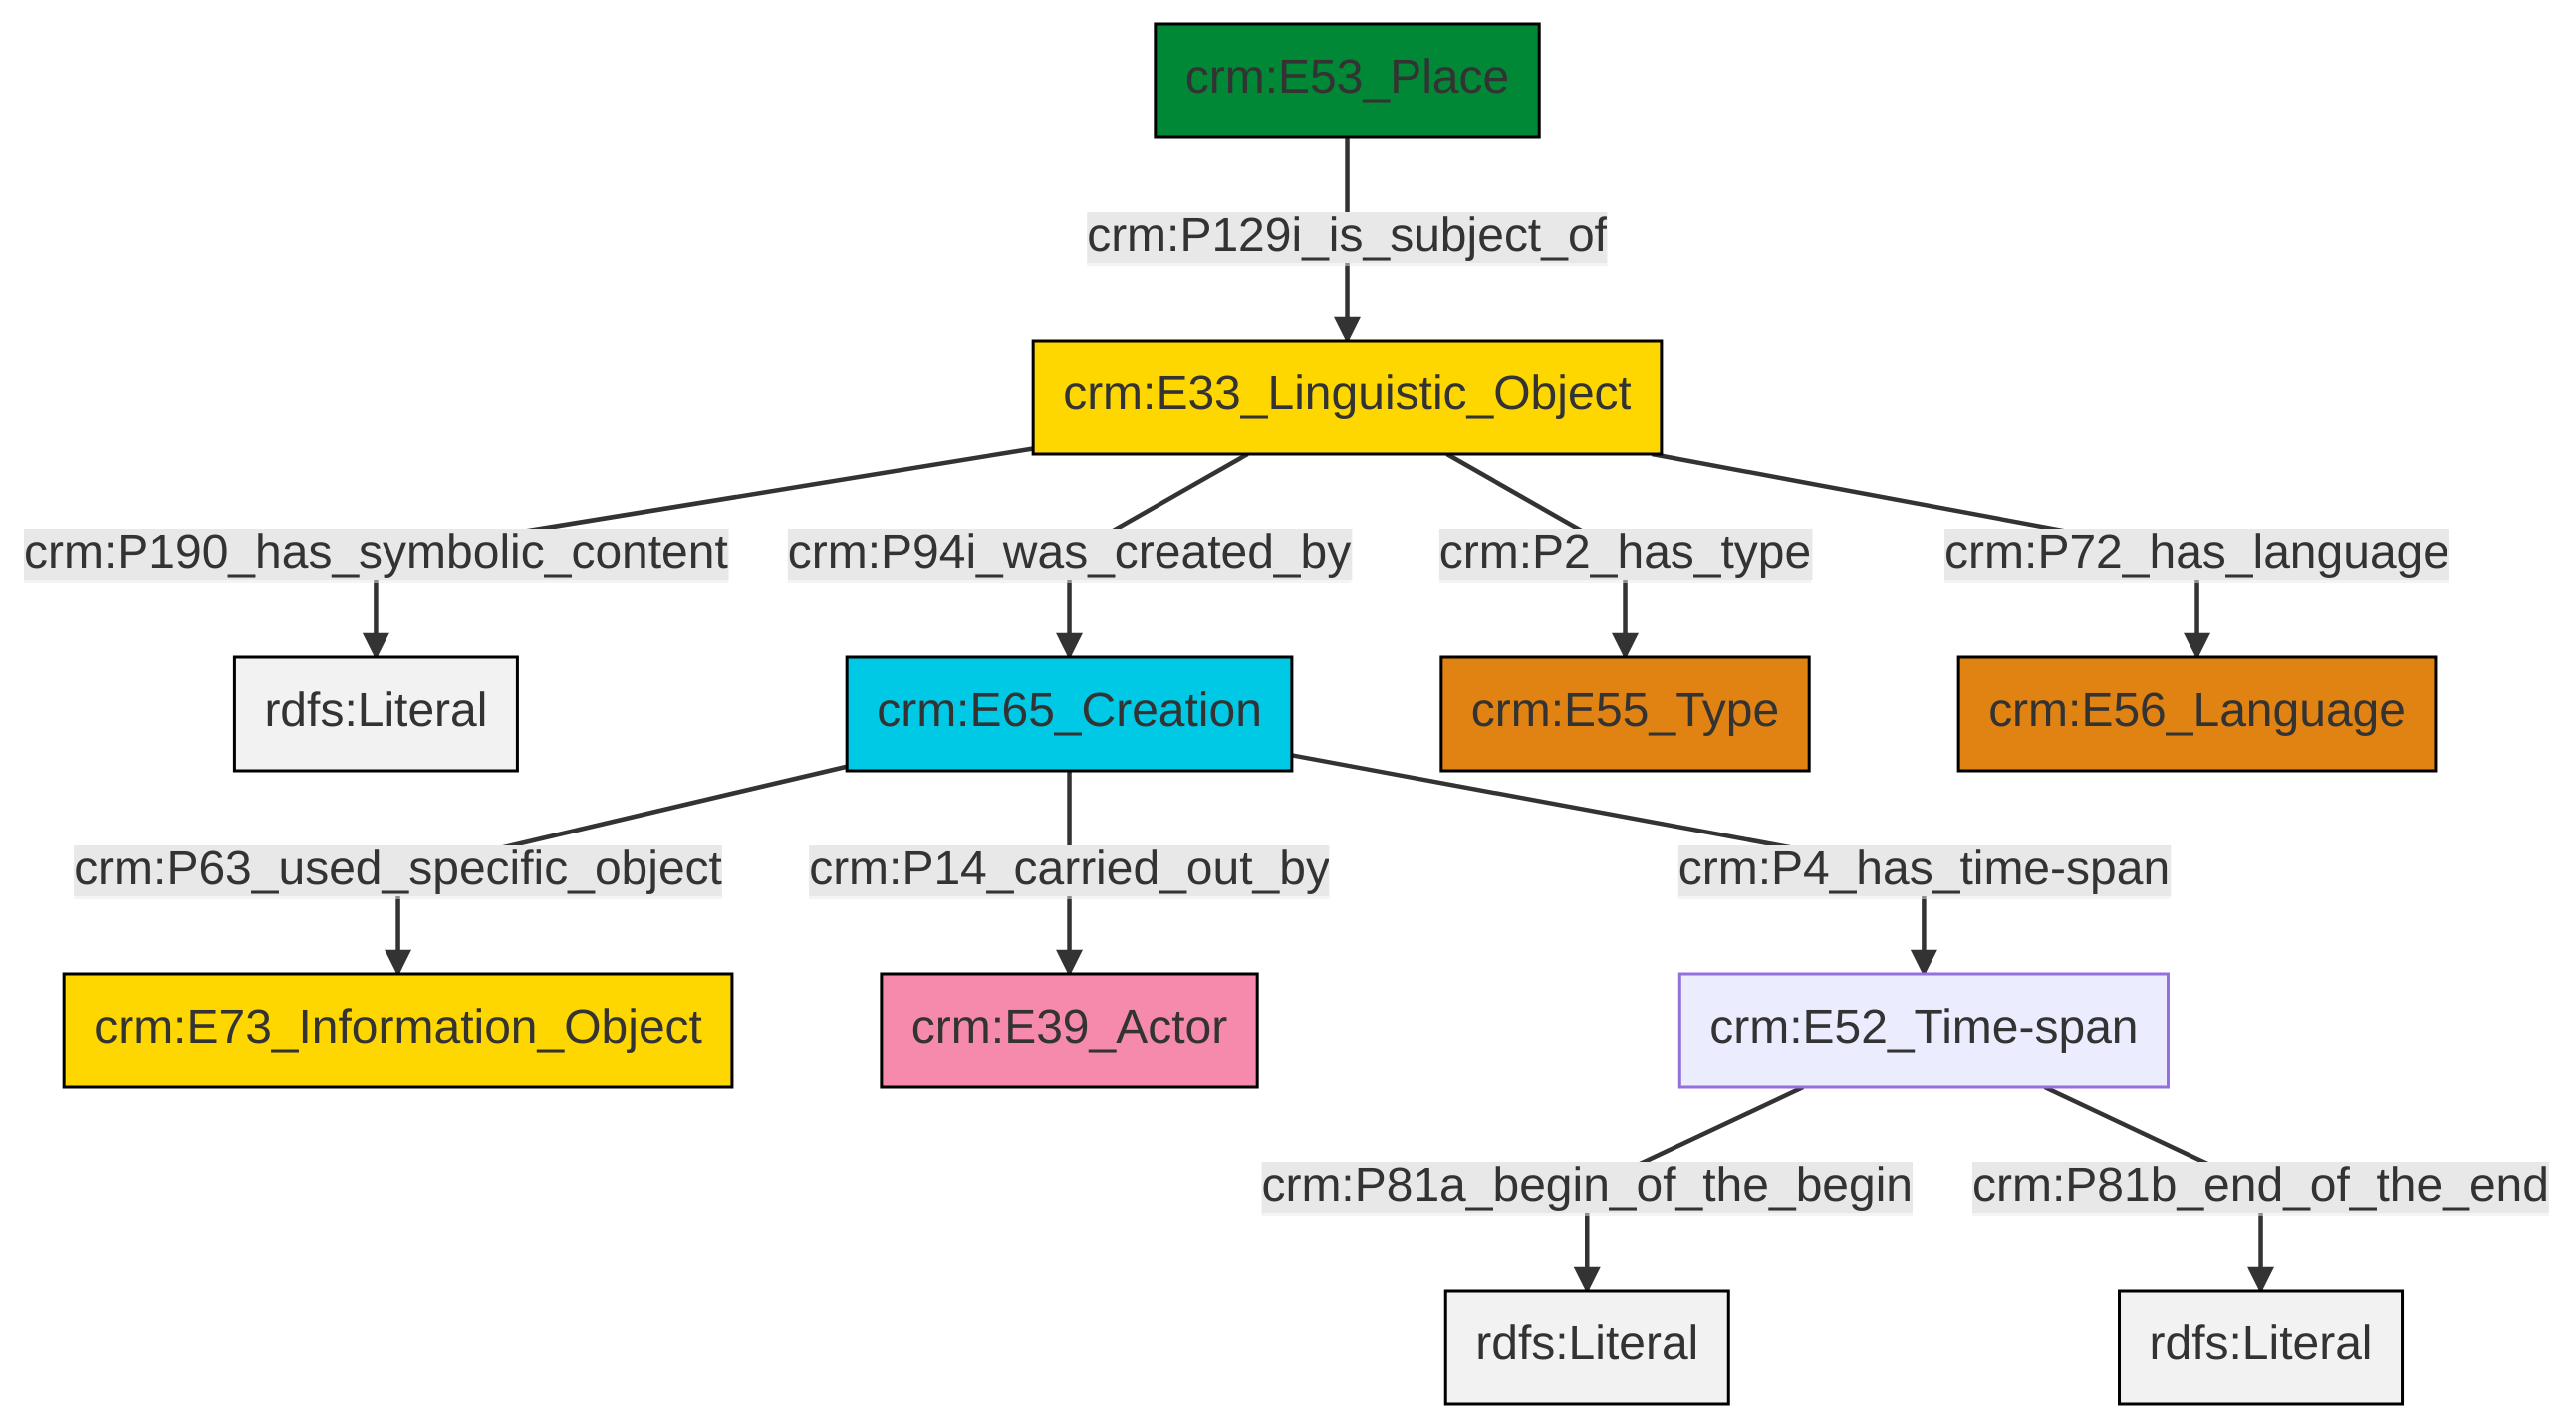 crm:E53_Place
crm:P129i_is_subject_of
crm:E33_Linguistic_Object
crm:P190_has_symbolic_content
crm:P94i_was_created_by
crm:P2_has_type
crm:P72_has_language
rdfs:Literal
crm:E65_Creation
crm:E55_Type
crm:E56_Language
crm:P63_used_specific_object
crm:P14_carried_out_by
crm:P4_has_time-span
crm:E73_Information_Object
crm:E39_Actor
crm:E52_Time-span
crm:P81a_begin_of_the_begin
crm:P81b_end_of_the_end
rdfs:Literal
rdfs:Literal